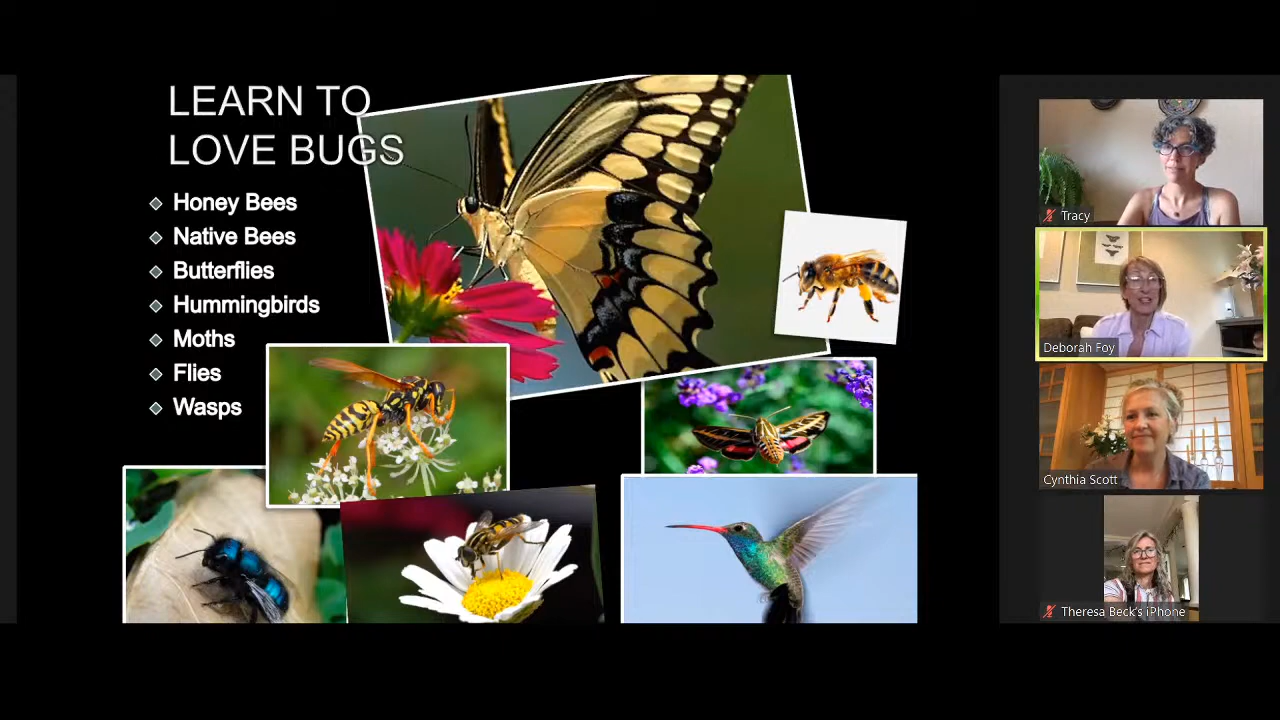 LEARN TO
LOVE BUGS
Honey Bees
Native Bees
Butterflies
Hummingbirds
Moths
Flies
Wasps
Tracy
Deborah Foy
Cynthia Scott
Theresa Beck's iPhone